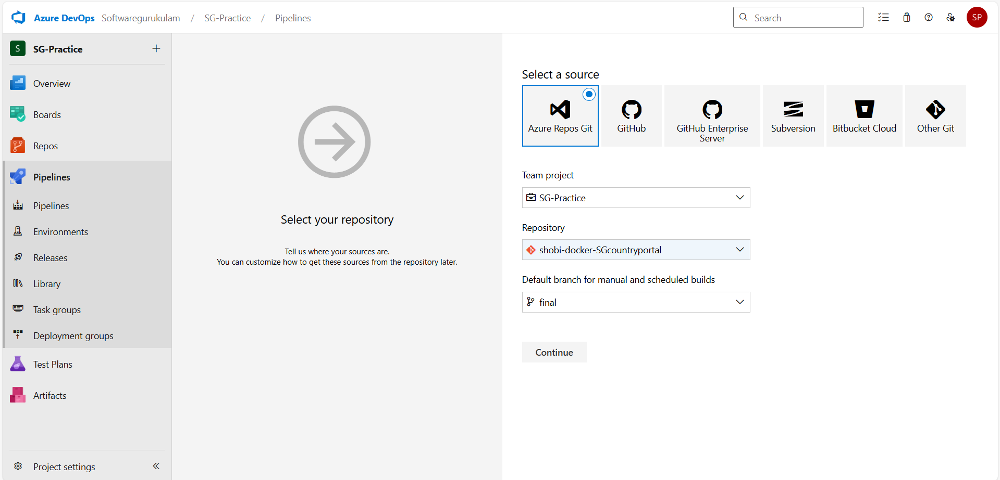 Azure DevOps Softwaregurukulam / SG-Practice / Pipelines
Search
SP
S SG-Practice
Overview
Boards
Repos
Pipelines
Pipelines
Environments
Releases
Library
Task groups
Deployment groups
Test Plans
Artifacts
Project settings
Select your repository
Tell us where your sources are.
You can customize how to get these sources from the repository later.
Select a source
Azure Repos Git
GitHub
GitHub Enterprise
Server
Subversion
Bitbucket Cloud
Other Git
Team project
SG-Practice
Repository
shobi-docker-SGcountryportal
Default branch for manual and scheduled builds
final
Continue